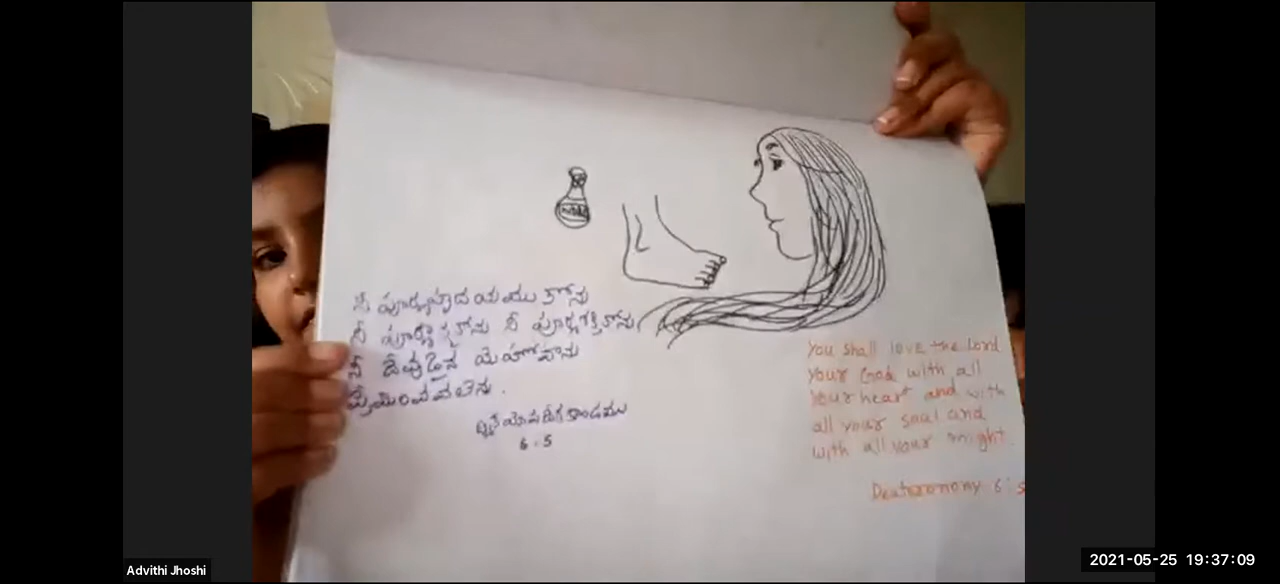 నీ పూర్ణహృదయముతోను
నీ పూర్ణాత్మతోను నీ పూర్ణశక్తితోను
నీ దేవుడైన యెహోవాను
ప్రేమింపవలెను.
ద్వితీయోపదేశకాండము
6 - 5
You shall love the Lord
your God with all
Your heart and with
all your soul and
with all your might.
Deuteronomy 6:5
Advithi Jhoshi
2021-05-25 19:37:09